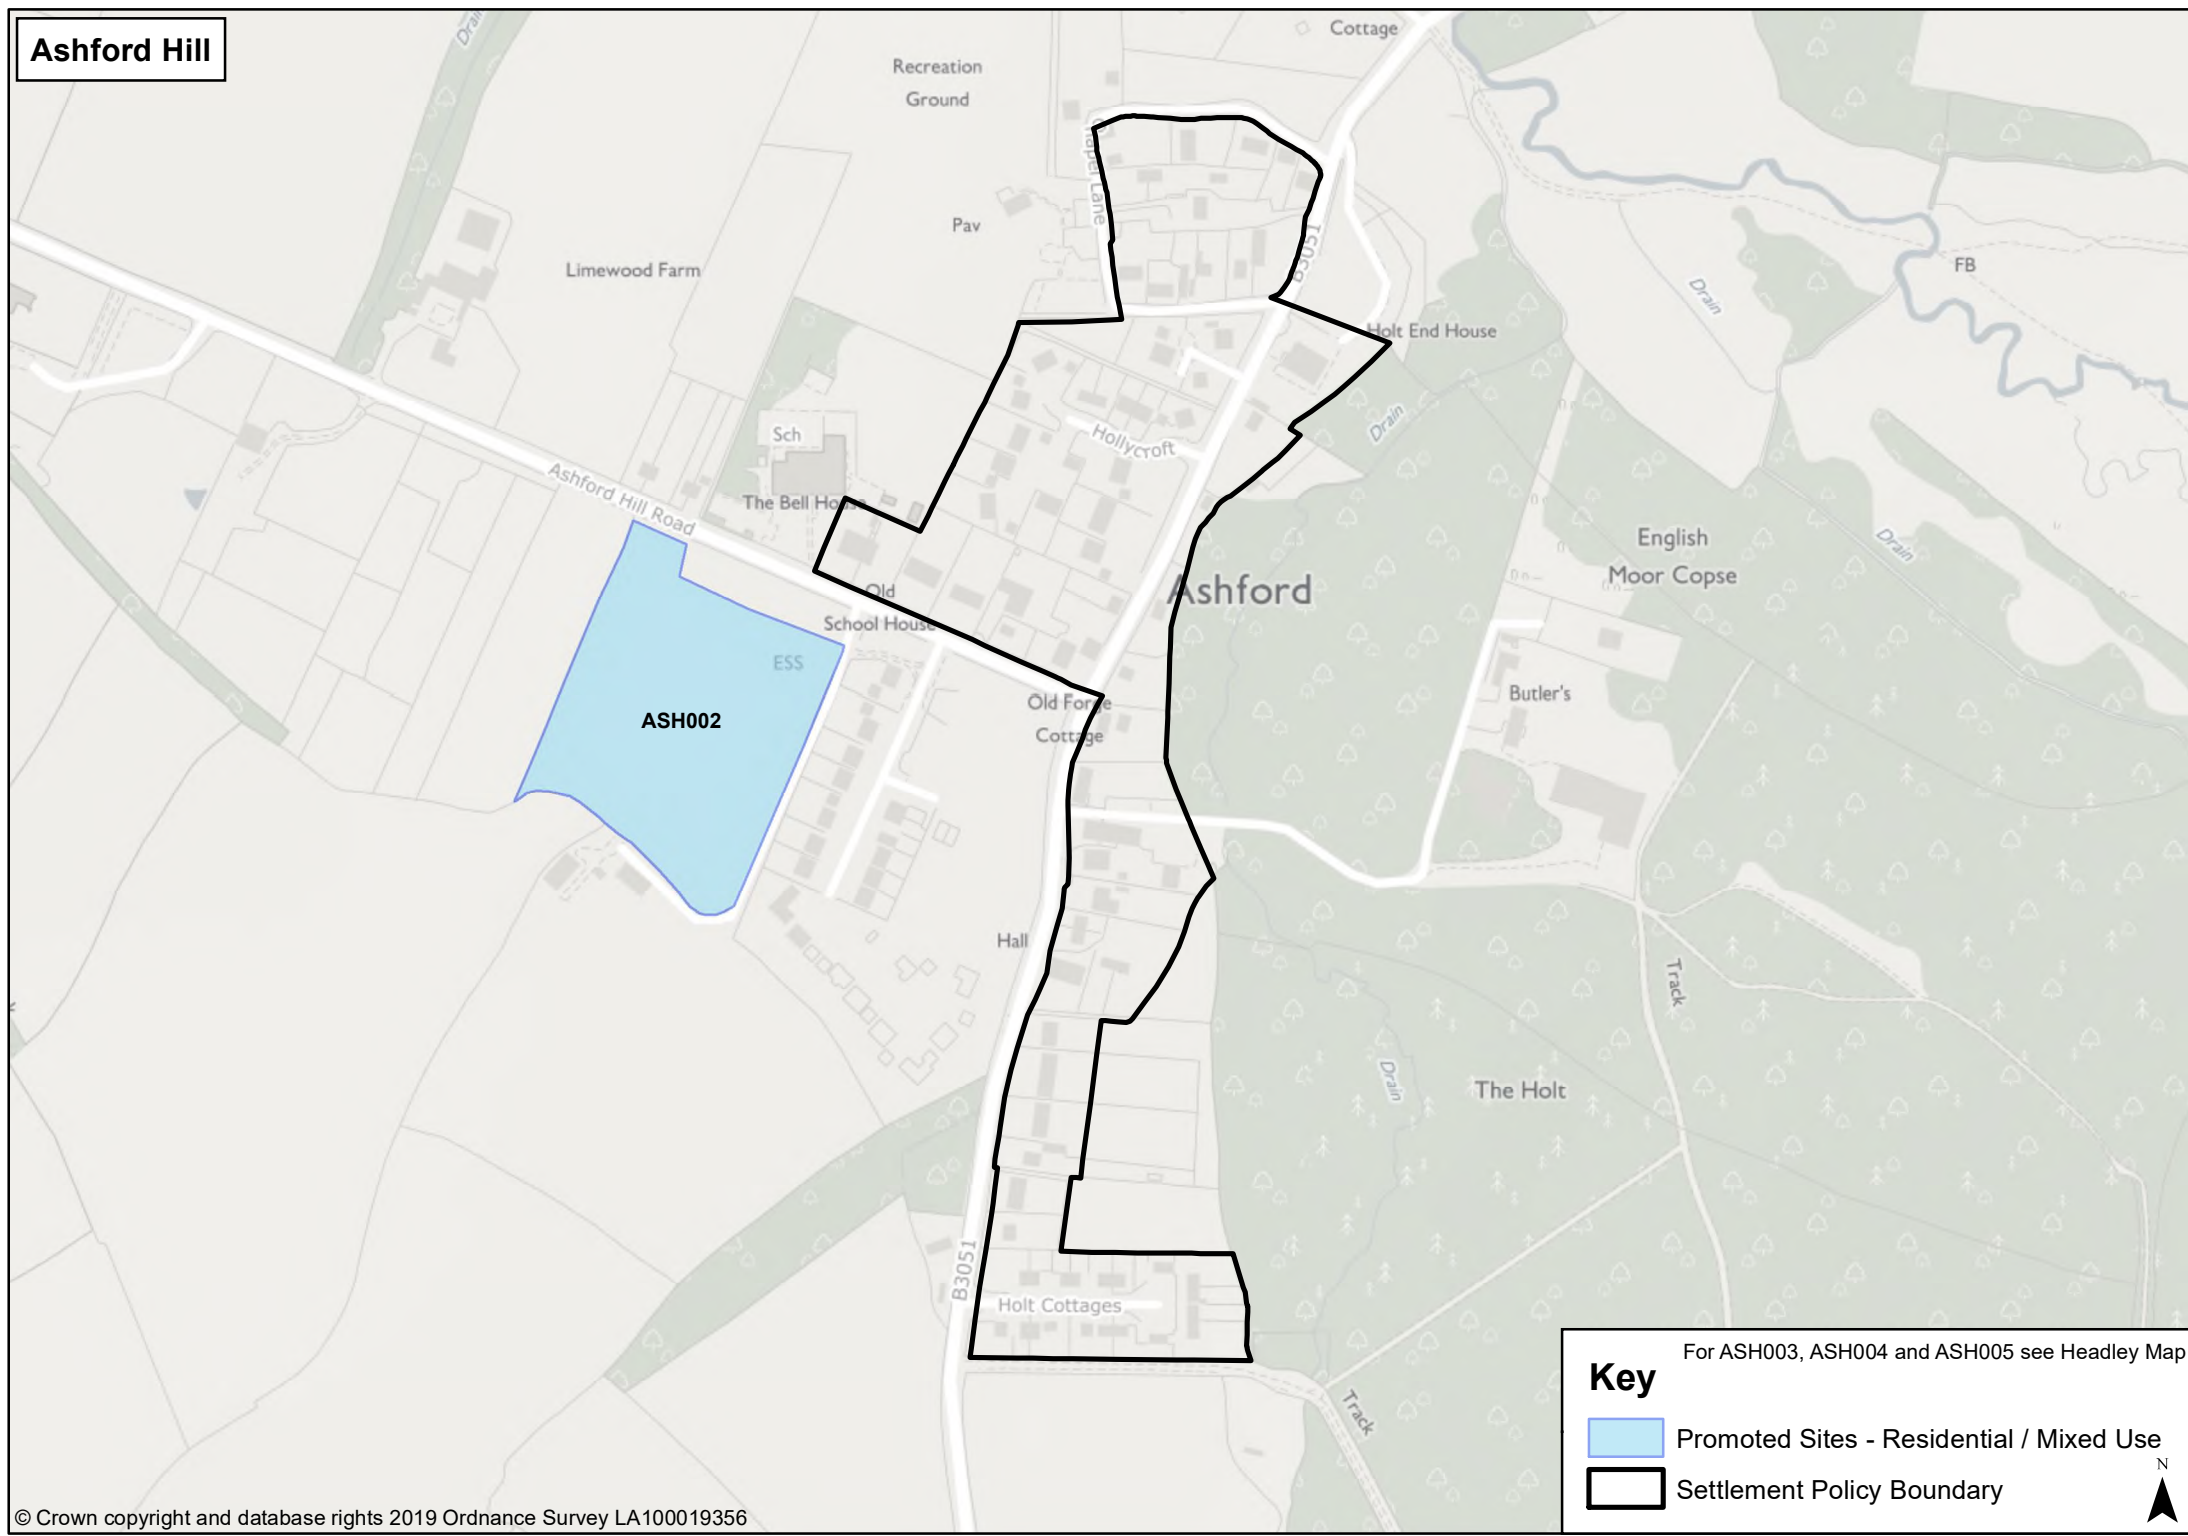 Ashford Hill
Drain
Cottage
Recreation
Ground
Chapel Lane
Pav
B3051
Limewood Farm
FB
Drain
Holt End House
Drain
Sch
Hollycroft
Ashford Hill Road
The Bell House
English
Moor Copse
Drain
Ashford
Old
School House
ESS
Butler's
Old Forge
Cottage
ASH002
Hall
Track
Drain
The Holt
B3051
Holt Cottages
Track
For ASH003, ASH004 and ASH005 see Headley Map
Key
Promoted Sites - Residential / Mixed Use
N
Settlement Policy Boundary
© Crown copyright and database rights 2019 Ordnance Survey LA100019356